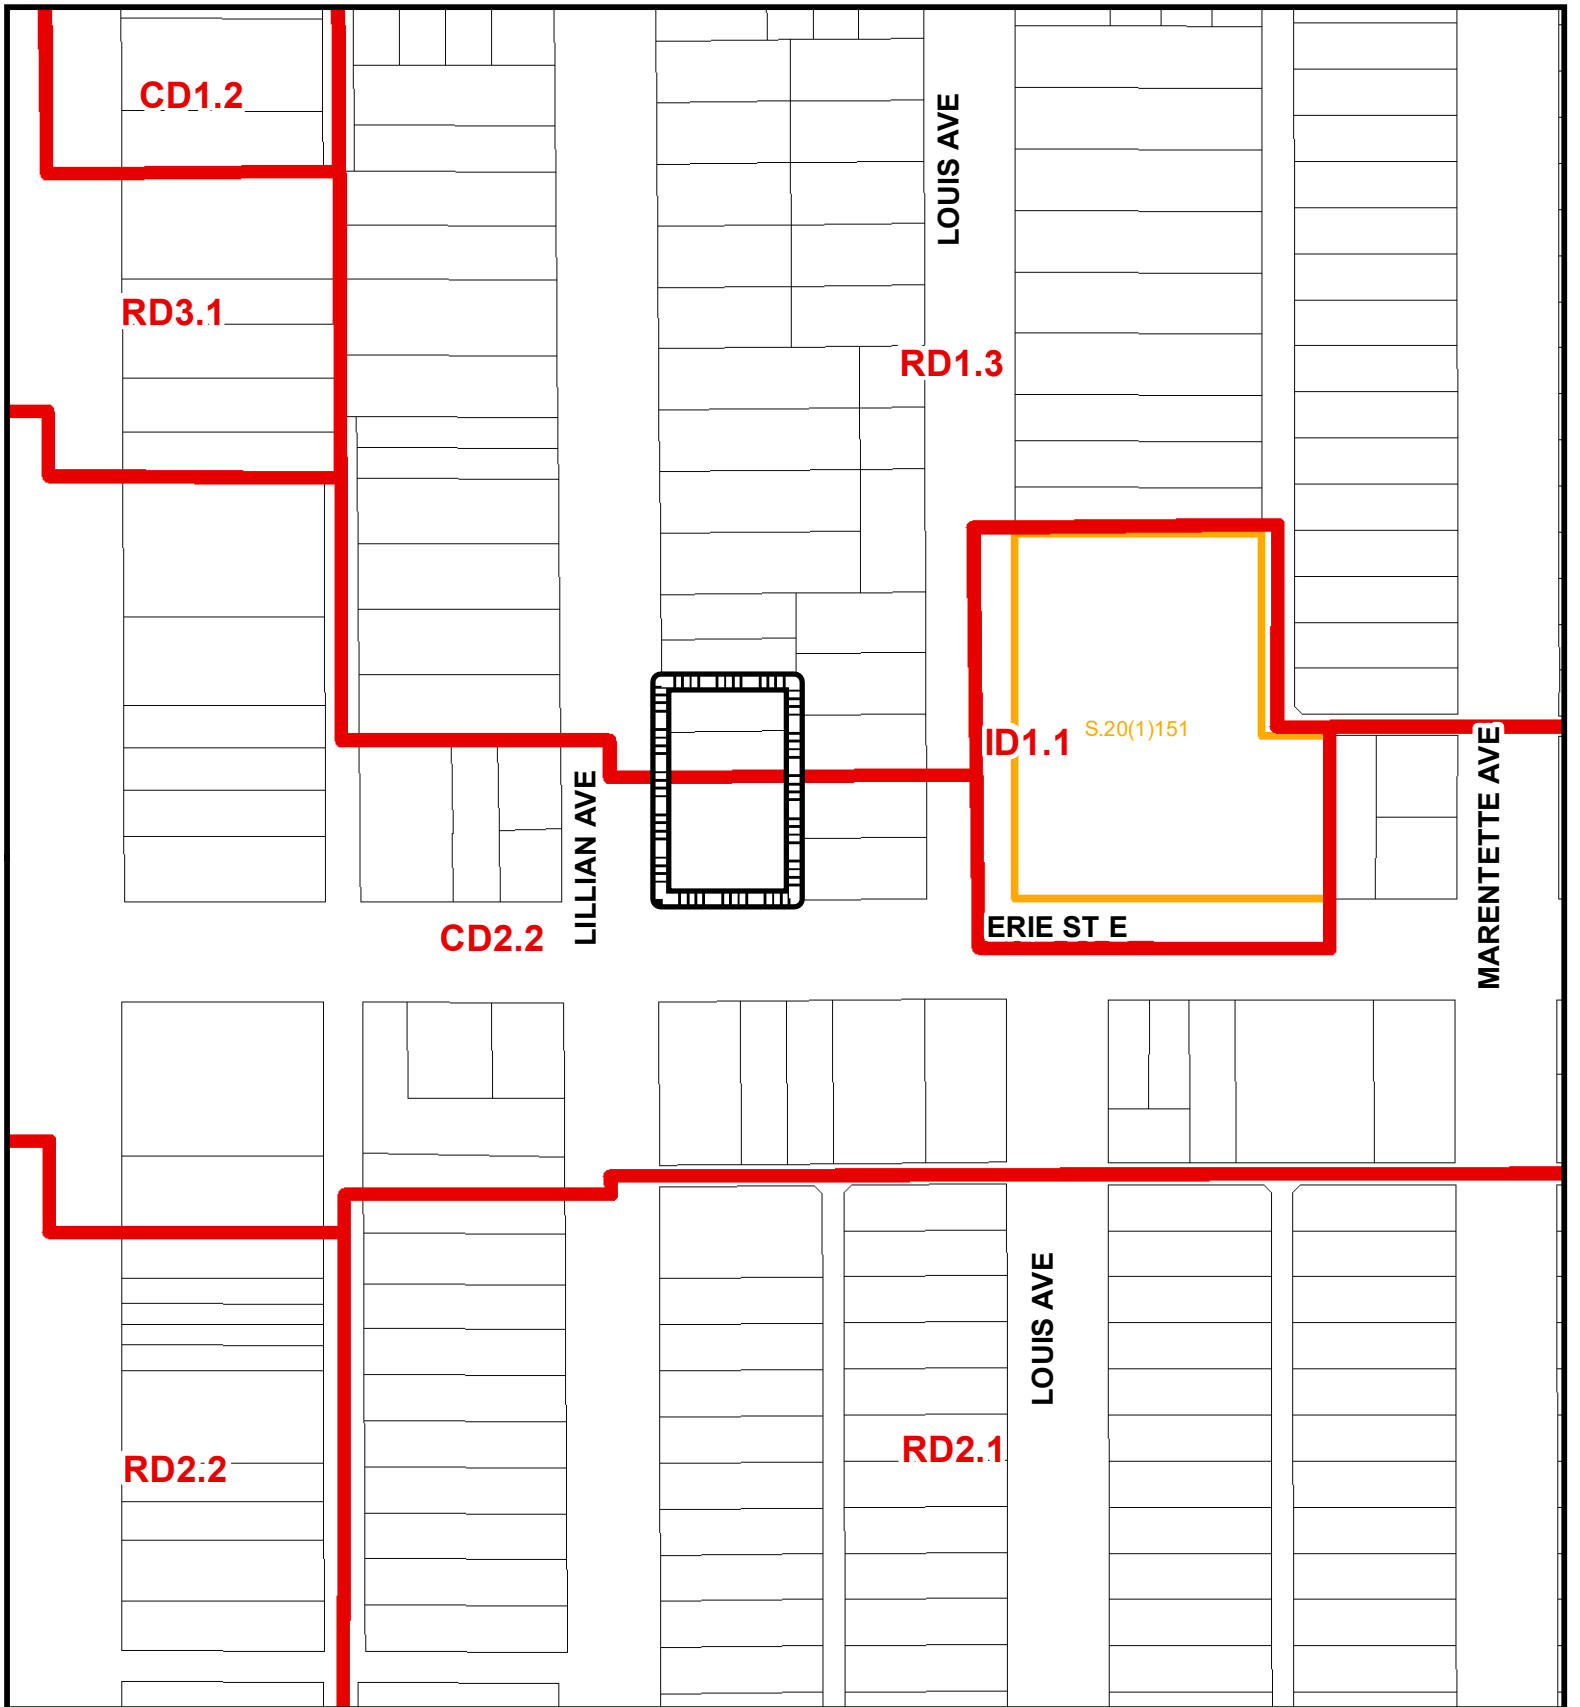 CD1.2
LOUIS AVE
RD3.1
RD1.3
S.20(1)151
ID1.1
MARENTETTE AVE
LILLIAN AVE
ERIE ST E
CD2.2
LOUIS AVE
RD2.1
RD2.2